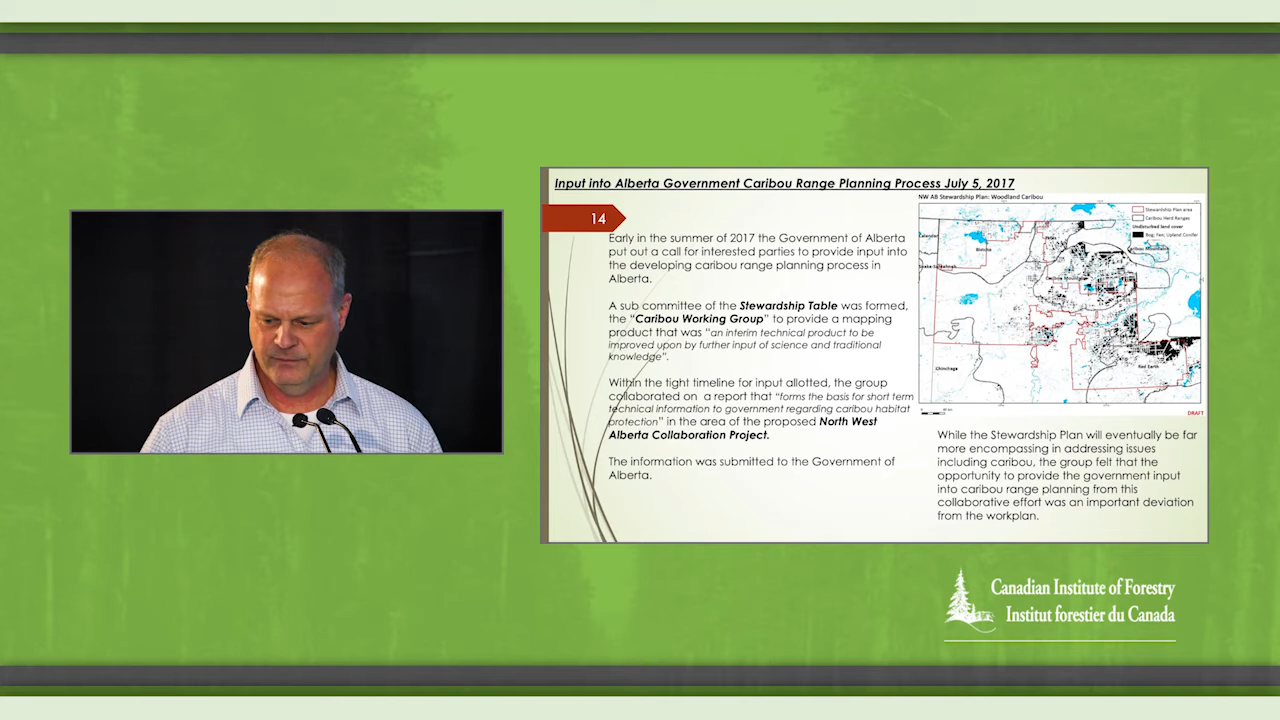 Input into Alberta Government Caribou Range Planning Process July 5, 2017
14
Early in the summer of 2017 the Government of Alberta
put out a call for interested parties to provide input into
the developing caribou range planning process in
Alberta.
A sub committee of the Stewardship Table was formed,
the "Caribou Working Group" to provide a mapping
product that was "an interim technical product to be
improved upon by further input of science and traditional
knowledge".
Within the tight timeline for input allotted, the group
collaborated on a report that "forms the basis for short term
technical information to government regarding caribou habitat
protection" in the area of the proposed North West
Alberta Collaboration Project.
The information was submitted to the Government of
Alberta.
NW AB Stewardship Plan: Woodland Caribou
Stewardship Plan area
Caribou Herd Ranges
Undisturbed land cover
Bog; Fen; Upland Conifer
Bistcho
Chinchaga
Red Earth
DRAFT
While the Stewardship Plan will eventually be far
more encompassing in addressing issues
including caribou, the group felt that the
opportunity to provide the government input
into caribou range planning from this
collaborative effort was an important deviation
from the workplan.
Canadian Institute of Forestry
Institut forestier du Canada